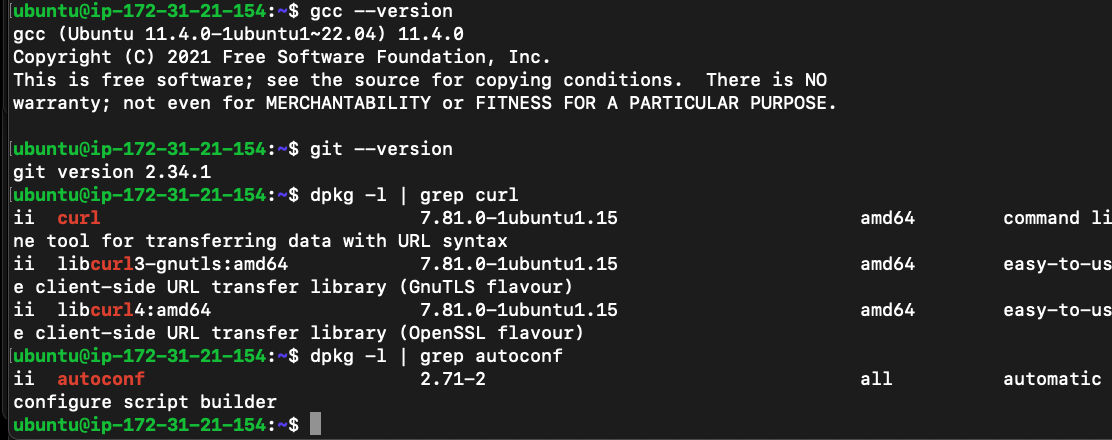 ubuntu@ip-172-31-21-154:~$ gcc --version
gcc (Ubuntu 11.4.0-1ubuntu1~22.04) 11.4.0
Copyright (C) 2021 Free Software Foundation, Inc.
This is free software; see the source for copying conditions.  There is NO
warranty; not even for MERCHANTABILITY or FITNESS FOR A PARTICULAR PURPOSE.
[ubuntu@ip-172-31-21-154:~$ git --version
git version 2.34.1
[ubuntu@ip-172-31-21-154:~$ dpkg -l | grep curl
ii  curl                             7.81.0-1ubuntu1.15                      amd64        command li
ne tool for transferring data with URL syntax
ii  libcurl3-gnutls:amd64            7.81.0-1ubuntu1.15                      amd64        easy-to-us
e client-side URL transfer library (GnuTLS flavour)
ii  libcurl4:amd64                   7.81.0-1ubuntu1.15                      amd64        easy-to-us
e client-side URL transfer library (OpenSSL flavour)
[ubuntu@ip-172-31-21-154:~$ dpkg -l | grep autoconf
ii  autoconf                         2.71-2                                  all          automatic
configure script builder
ubuntu@ip-172-31-21-154:~$